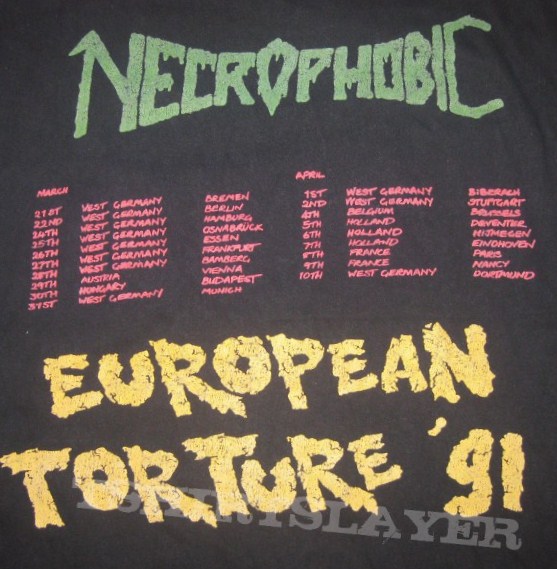 NECROPHOBIC
MARCH
21ST WEST GERMANY BREMEN
22ND WEST GERMANY BERLIN
24TH WEST GERMANY HAMBURG
25TH WEST GERMANY OSNABRÜCK
26TH WEST GERMANY ESSEN
27TH WEST GERMANY FRANKFURT
28TH WEST GERMANY BAMBERG
29TH AUSTRIA VIENNA
30TH HUNGARY BUDAPEST
31ST WEST GERMANY MUNICH
APRIL
1ST WEST GERMANY BIBERACH
2ND WEST GERMANY STUTTGART
4TH BELGIUM BRUSSELS
5TH HOLLAND DEVENTER
6TH HOLLAND NIJMEGEN
7TH HOLLAND EINDHOVEN
8TH FRANCE PARIS
9TH FRANCE NANCY
10TH WEST GERMANY DORTMUND
EUROPEAN
TORTURE '91
TSHIRTSLAYER